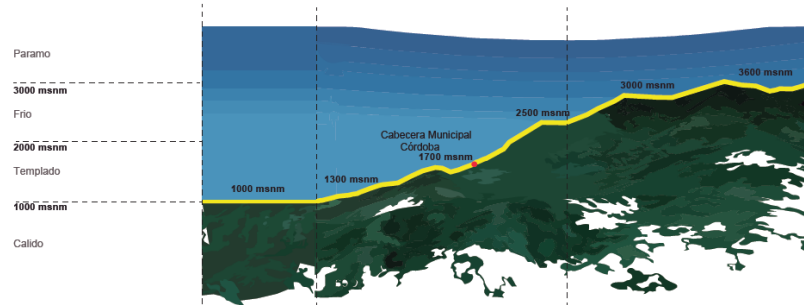 Paramo
3000 msnm
Frio
2000 msnm
Templado
1000 msnm
Calido
1000 msnm
1300 msnm
Cabecera Municipal
Córdoba
1700 msnm
2500 msnm
3000 msnm
3600 msnm